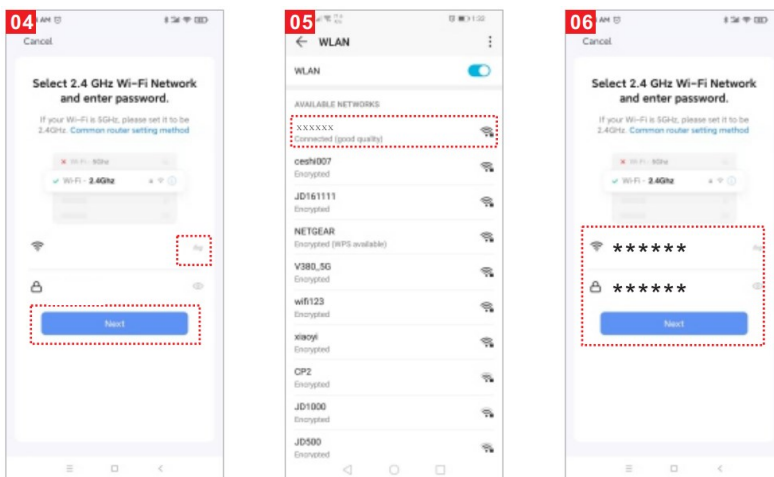 04
AM
Cancel
Select 2.4 GHz Wi-Fi Network
and enter password.
If your Wi-Fi is 5GHz, please set it to be
2.4GHz. Common router setting method
Wi-Fi - 5Ghz
Wi-Fi - 2.4Ghz
Next
05
1:32
WLAN
WLAN
AVAILABLE NETWORKS
XXXXXX
Connected (good quality)
ceshi007
Encrypted
JD161111
Encrypted
NETGEAR
Encrypted (WPS available)
V380_5G
Encrypted
wifi123
Encrypted
xiaoyi
Encrypted
CP2
Encrypted
JD1000
Encrypted
JD500
Encrypted
06
AM
Cancel
Select 2.4 GHz Wi-Fi Network
and enter password.
If your Wi-Fi is 5GHz, please set it to be
2.4GHz. Common router setting method
Wi-Fi - 5Ghz
Wi-Fi - 2.4Ghz
******
******
Next